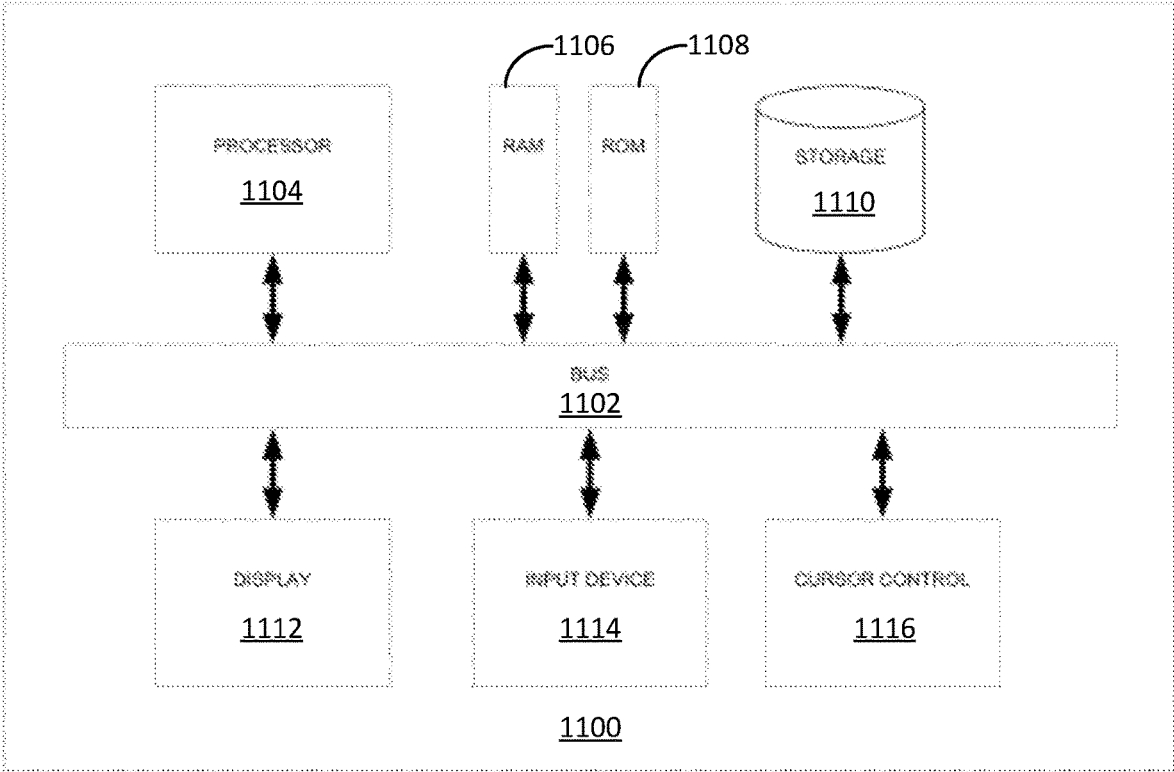 1106
1108
PROCESSOR
1104
RAM
ROM
STORAGE
1110
BUS
1102
DISPLAY
1112
INPUT DEVICE
1114
CURSOR CONTROL
1116
1100